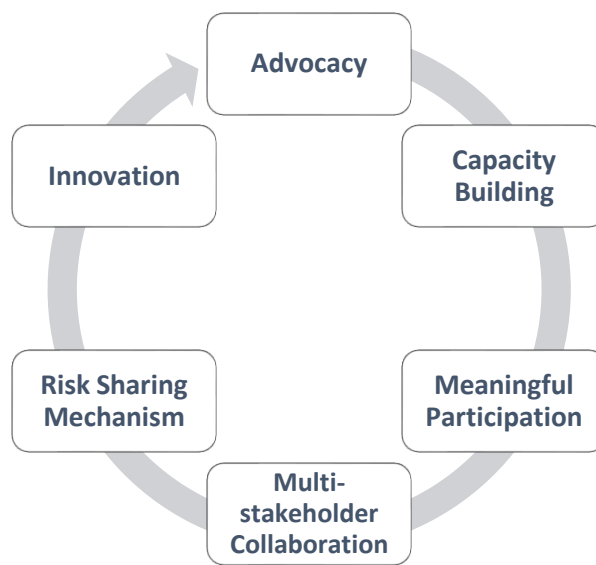 Advocacy
Capacity
Building
Meaningful
Participation
Multi-
stakeholder
Collaboration
Risk Sharing
Mechanism
Innovation